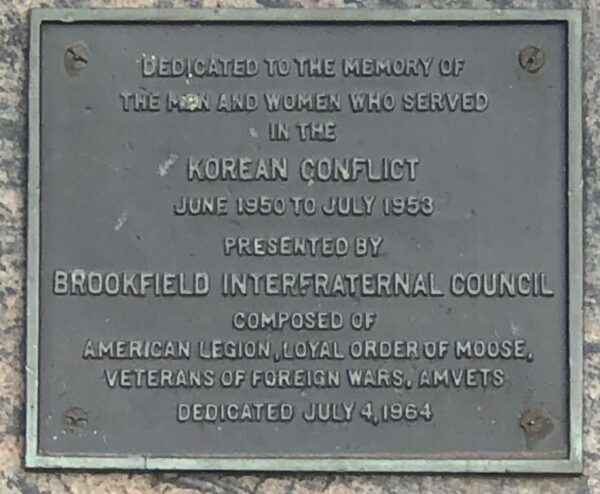 DEDICATED TO THE MEMORY OF
THE MEN AND WOMEN WHO SERVED
IN THE
KOREAN CONFLICT
JUNE 1950 TO JULY 1953
PRESENTED BY
BROOKFIELD INTERFRATERNAL COUNCIL
COMPOSED OF
AMERICAN LEGION, LOYAL ORDER OF MOOSE,
VETERANS OF FOREIGN WARS, AMVETS
DEDICATED JULY 4, 1964